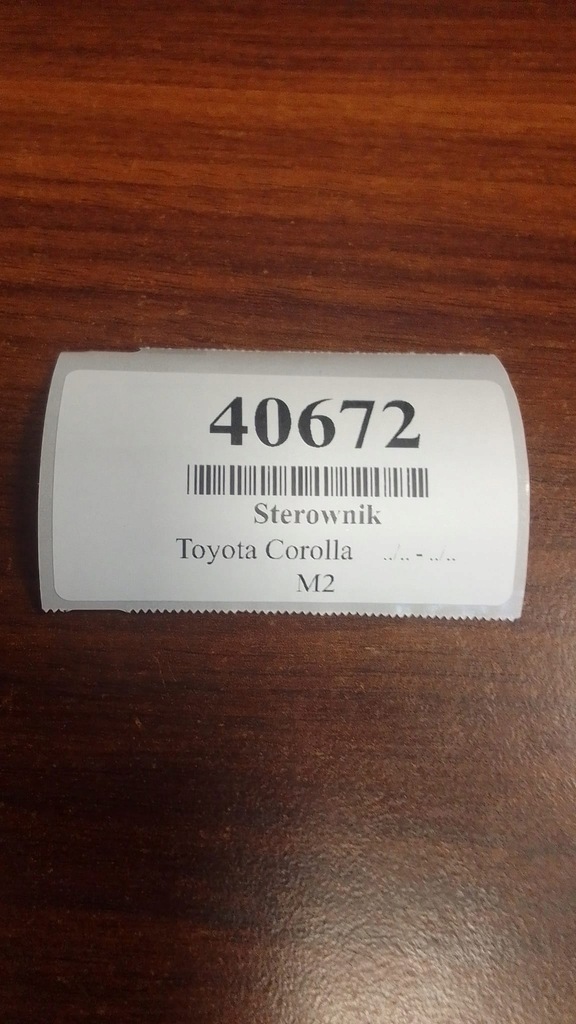 40672
Sterownik
Toyota Corolla ../.. - ../..
M2